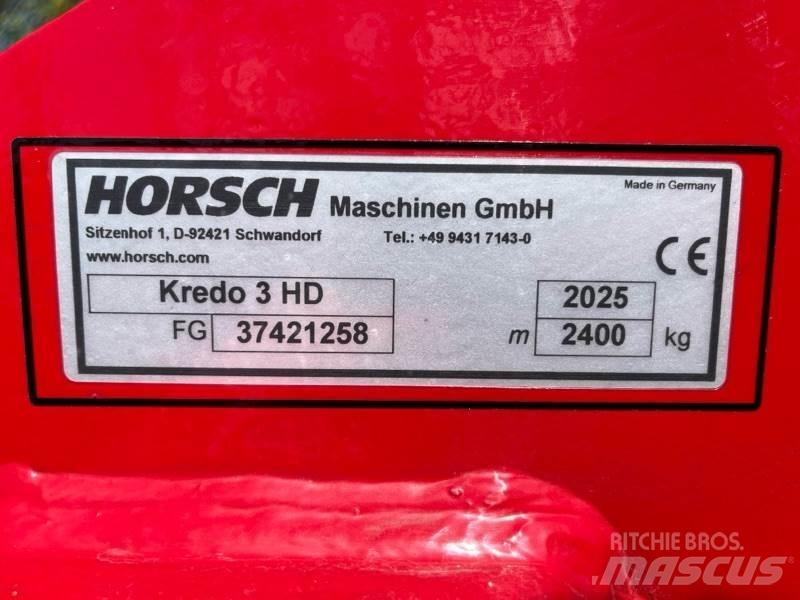 HORSCH Maschinen GmbH
Made in Germany
Sitzenhof 1, D-92421 Schwandorf Tel.: +49 9431 7143-0
www.horsch.com
CE
Kredo 3 HD 2025
FG 37421258 m 2400 kg
RITCHIE BROS.
MASCUS